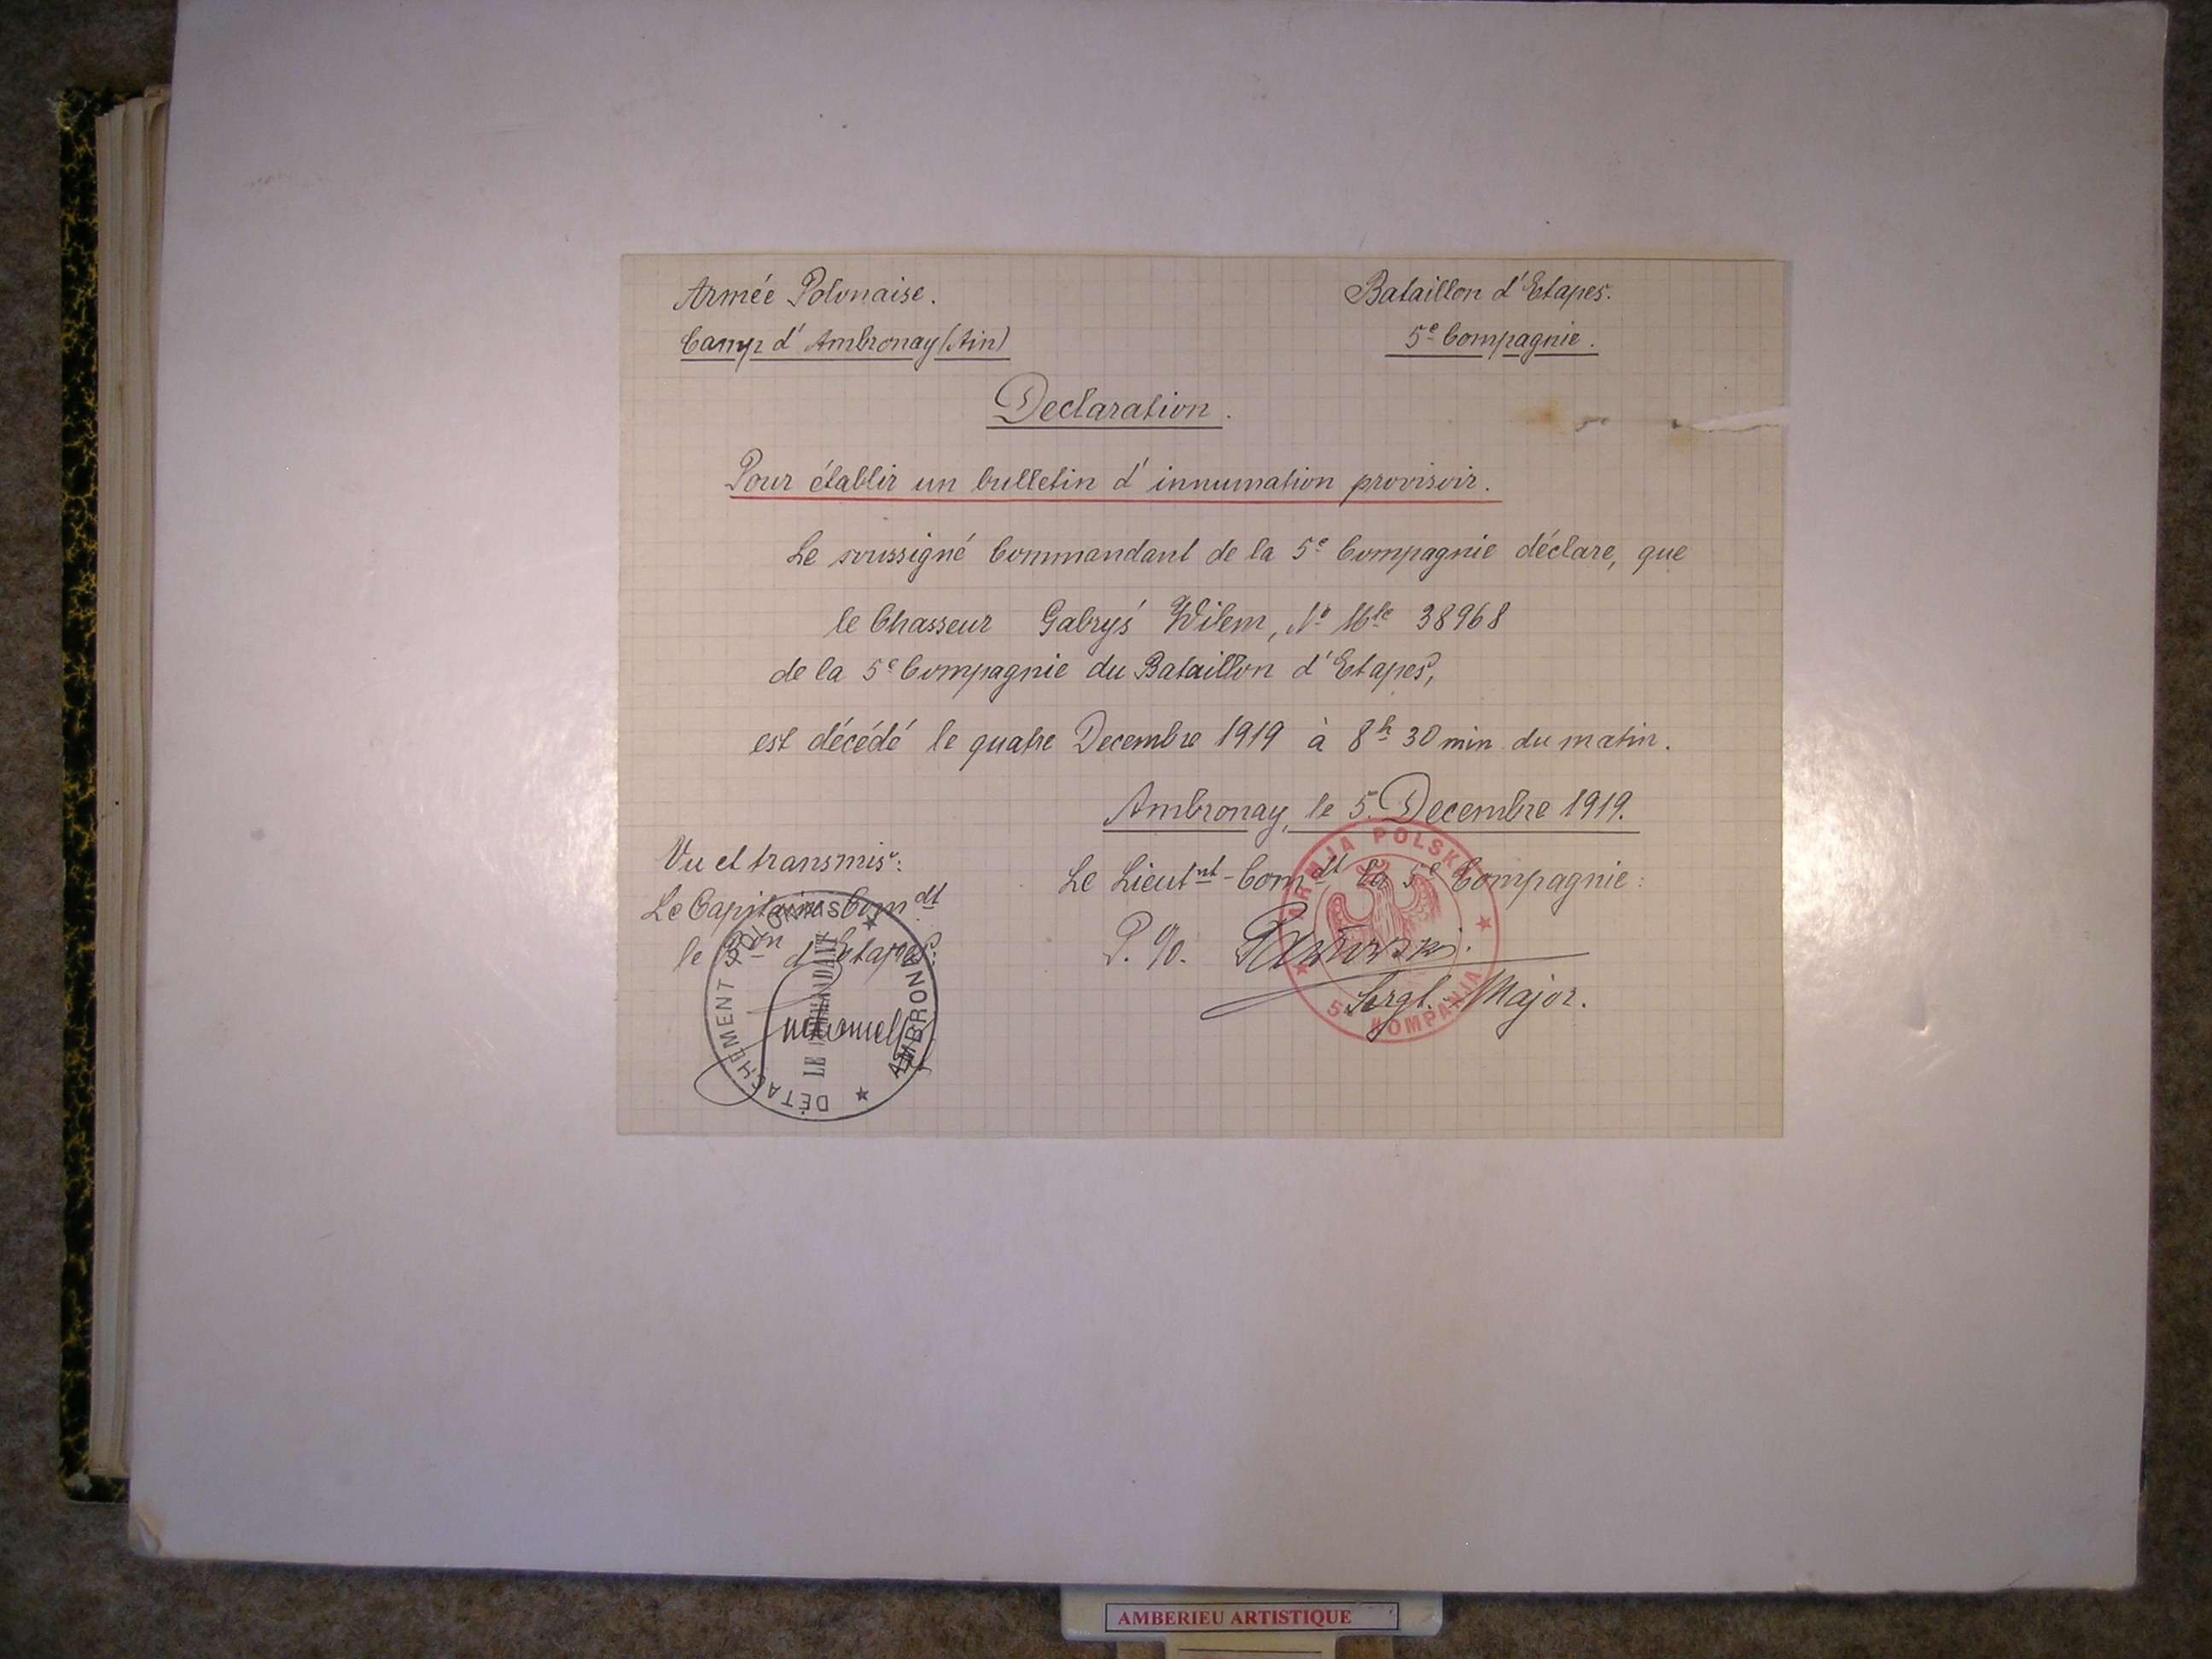 Armée Polonaise.
Camp d'Ambronay (Ain)
Bataillon d'Etapes.
5e Compagnie.
Declaration.
Pour établir un bulletin d'innumation provisoir.
Le soussigné Commandant de la 5e Compagnie déclare, que
le Chasseur Gabryś Wilem, No Mle 38968
de la 5e Compagnie du Bataillon d'Etapes,
est décédé le quatre Decembre 1919 à 8h 30 min du matin.
Ambronay, le 5. Decembre 1919.
Vu et transmis:
Le Capitaine Comdt
le Bon d'Etapes:
Le Lieutnt-Comdt la 5e Compagnie:
P.O.
Sergt.-Major.
ARMJA POLSKA
5 KOMPANJA
DÉTACHEMENT POLONAIS
AMBRONAY
LE COMMANDANT
AMBERIEU ARTISTIQUE